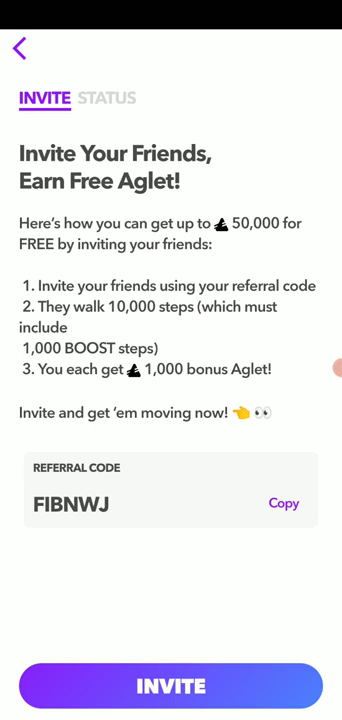 INVITE STATUS
Invite Your Friends,
Earn Free Aglet!
Here's how you can get up to 50,000 for
FREE by inviting your friends:
1. Invite your friends using your referral code
2. They walk 10,000 steps (which must
include
1,000 BOOST steps)
3. You each get 1,000 bonus Aglet!
Invite and get 'em moving now! 👈 👀
REFERRAL CODE
FIBNWJ Copy
INVITE